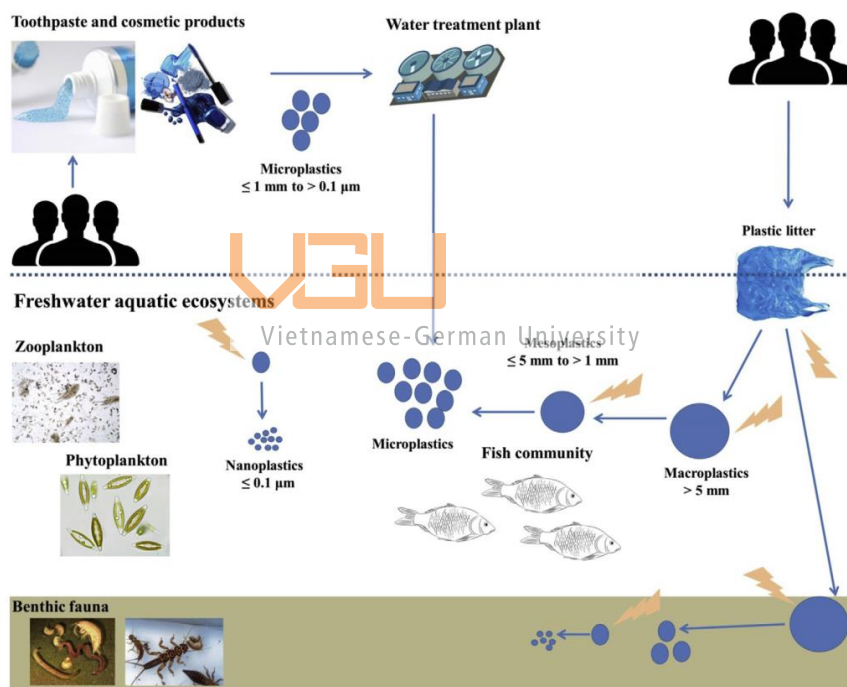 Toothpaste and cosmetic products
Water treatment plant
Microplastics
≤ 1 mm to > 0.1 μm
Plastic litter
VGU
Vietnamese-German University
Freshwater aquatic ecosystems
Zooplankton
Mesoplastics
≤ 5 mm to > 1 mm
Phytoplankton
Nanoplastics
≤ 0.1 μm
Microplastics
Fish community
Macroplastics
> 5 mm
Benthic fauna